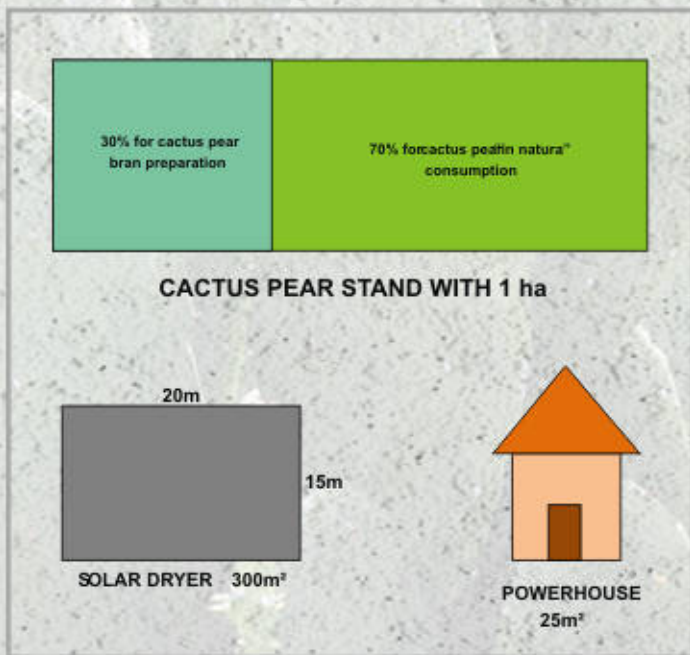 30% for cactus pear
bran preparation
70% forcactus peatin natura"
consumption
CACTUS PEAR STAND WITH 1 ha
20m
15m
SOLAR DRYER 300m²
POWERHOUSE
25m²